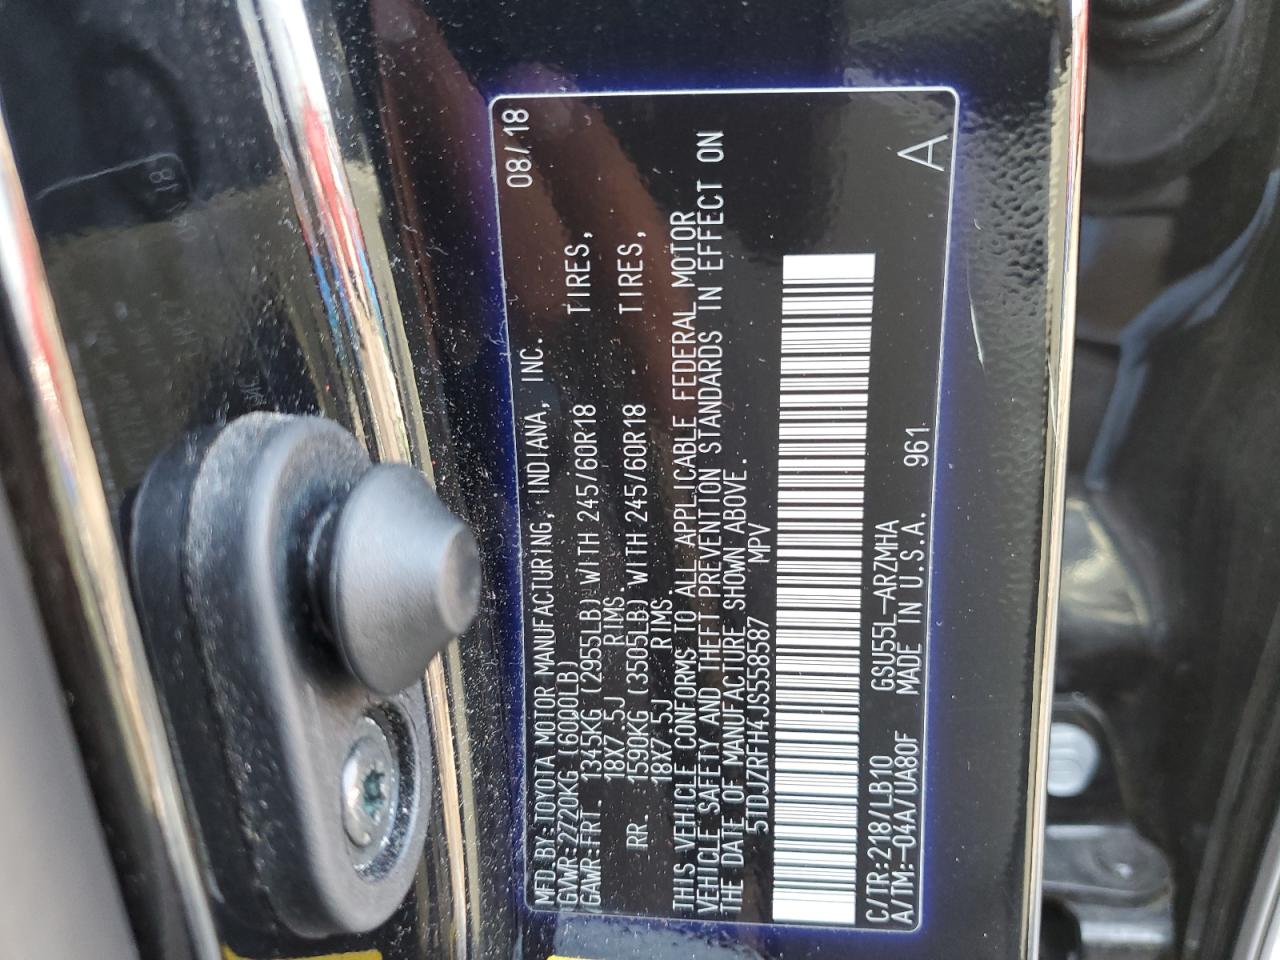 MFD.BY:TOYOTA MOTOR MANUFACTURING, INDIANA, INC. 08/18
GVWR:2720KG (6000LB)
GAWR:FRT. 1345KG (2955LB) WITH 245/60R18 TIRES,
18X7.5J RIMS.
RR. 1590KG (3505LB) WITH 245/60R18 TIRES,
18X7.5J RIMS.
THIS VEHICLE CONFORMS TO ALL APPLICABLE FEDERAL MOTOR
VEHICLE SAFETY AND THEFT PREVENTION STANDARDS IN EFFECT ON
THE DATE OF MANUFACTURE SHOWN ABOVE.
5TDJZRFH4JS558587 MPV
C/TR:218/LB10 GSU55L-ARZMHA
A/TM:-04A/UA80F MADE IN U.S.A. 961
A